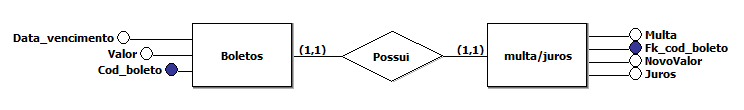 Data_vencimento
Valor
Cod_boleto
Boletos
(1,1)
Possui
(1,1)
multa/juros
Multa
Fk_cod_boleto
NovoValor
Juros